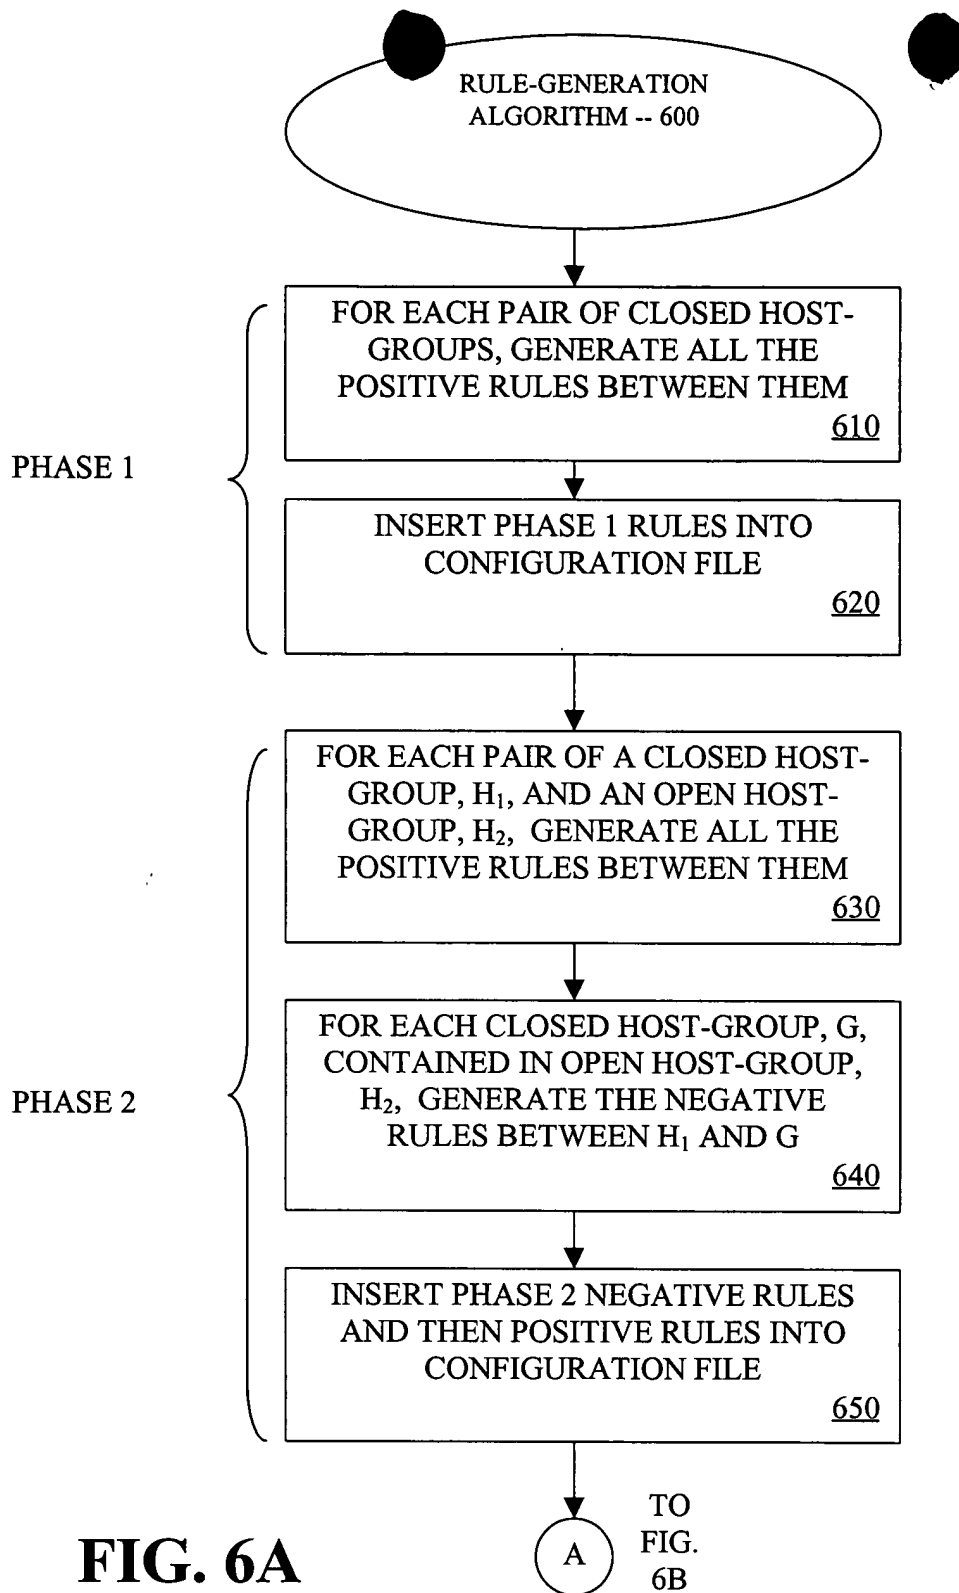 RULE-GENERATION
ALGORITHM -- 600
FOR EACH PAIR OF CLOSED HOST-
GROUPS, GENERATE ALL THE
POSITIVE RULES BETWEEN THEM
610
PHASE 1
INSERT PHASE 1 RULES INTO
CONFIGURATION FILE
620
FOR EACH PAIR OF A CLOSED HOST-
GROUP, H₁, AND AN OPEN HOST-
GROUP, H₂, GENERATE ALL THE
POSITIVE RULES BETWEEN THEM
630
FOR EACH CLOSED HOST-GROUP, G,
CONTAINED IN OPEN HOST-GROUP,
H₂, GENERATE THE NEGATIVE
RULES BETWEEN H₁ AND G
640
PHASE 2
INSERT PHASE 2 NEGATIVE RULES
AND THEN POSITIVE RULES INTO
CONFIGURATION FILE
650
A
TO
FIG.
6B
FIG. 6A